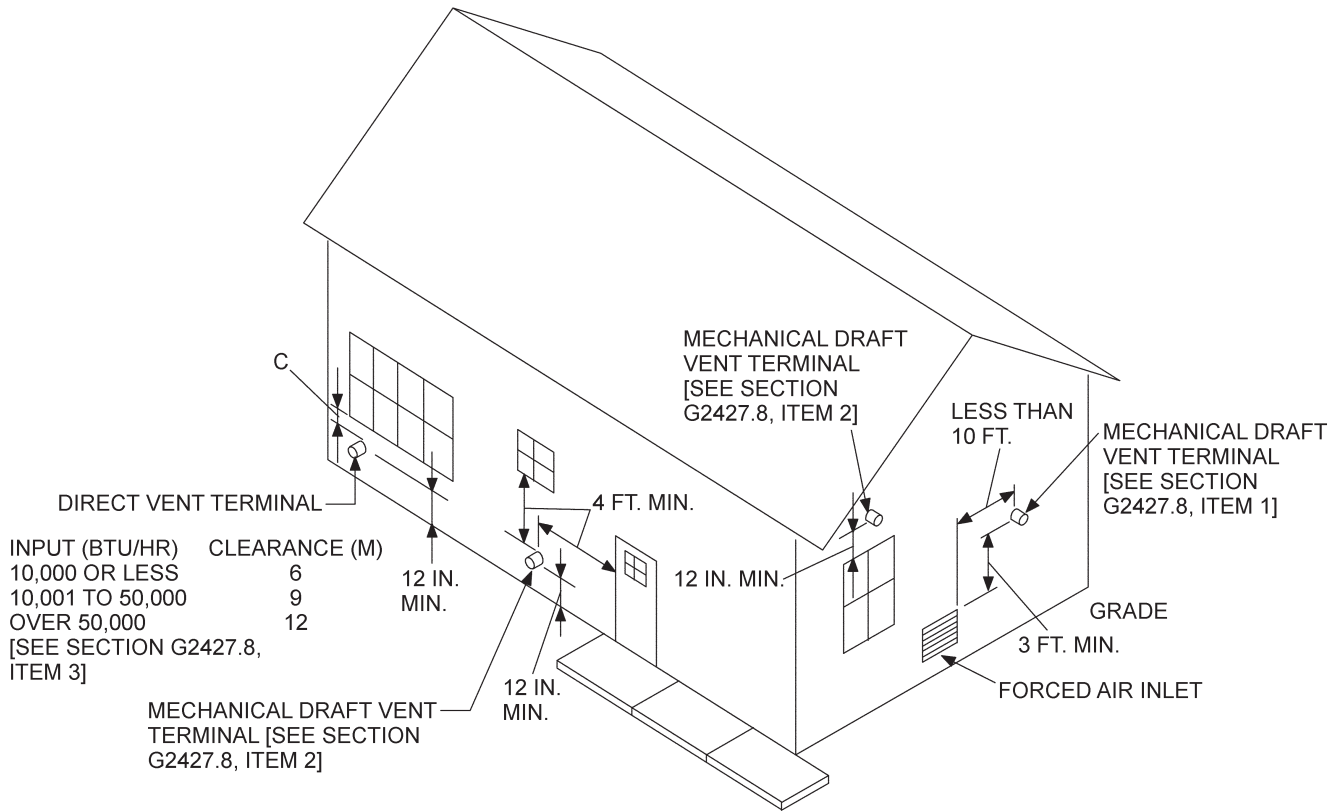 MECHANICAL DRAFT
VENT TERMINAL
[SEE SECTION
G2427.8, ITEM 2]
LESS THAN
10 FT.
MECHANICAL DRAFT
VENT TERMINAL
[SEE SECTION
G2427.8, ITEM 1]
C
DIRECT VENT TERMINAL
4 FT. MIN.
INPUT (BTU/HR) CLEARANCE (M)
10,000 OR LESS 6
10,001 TO 50,000 9
OVER 50,000 12
[SEE SECTION G2427.8,
ITEM 3]
12 IN.
MIN.
12 IN. MIN.
GRADE
3 FT. MIN.
FORCED AIR INLET
12 IN.
MIN.
MECHANICAL DRAFT VENT
TERMINAL [SEE SECTION
G2427.8, ITEM 2]